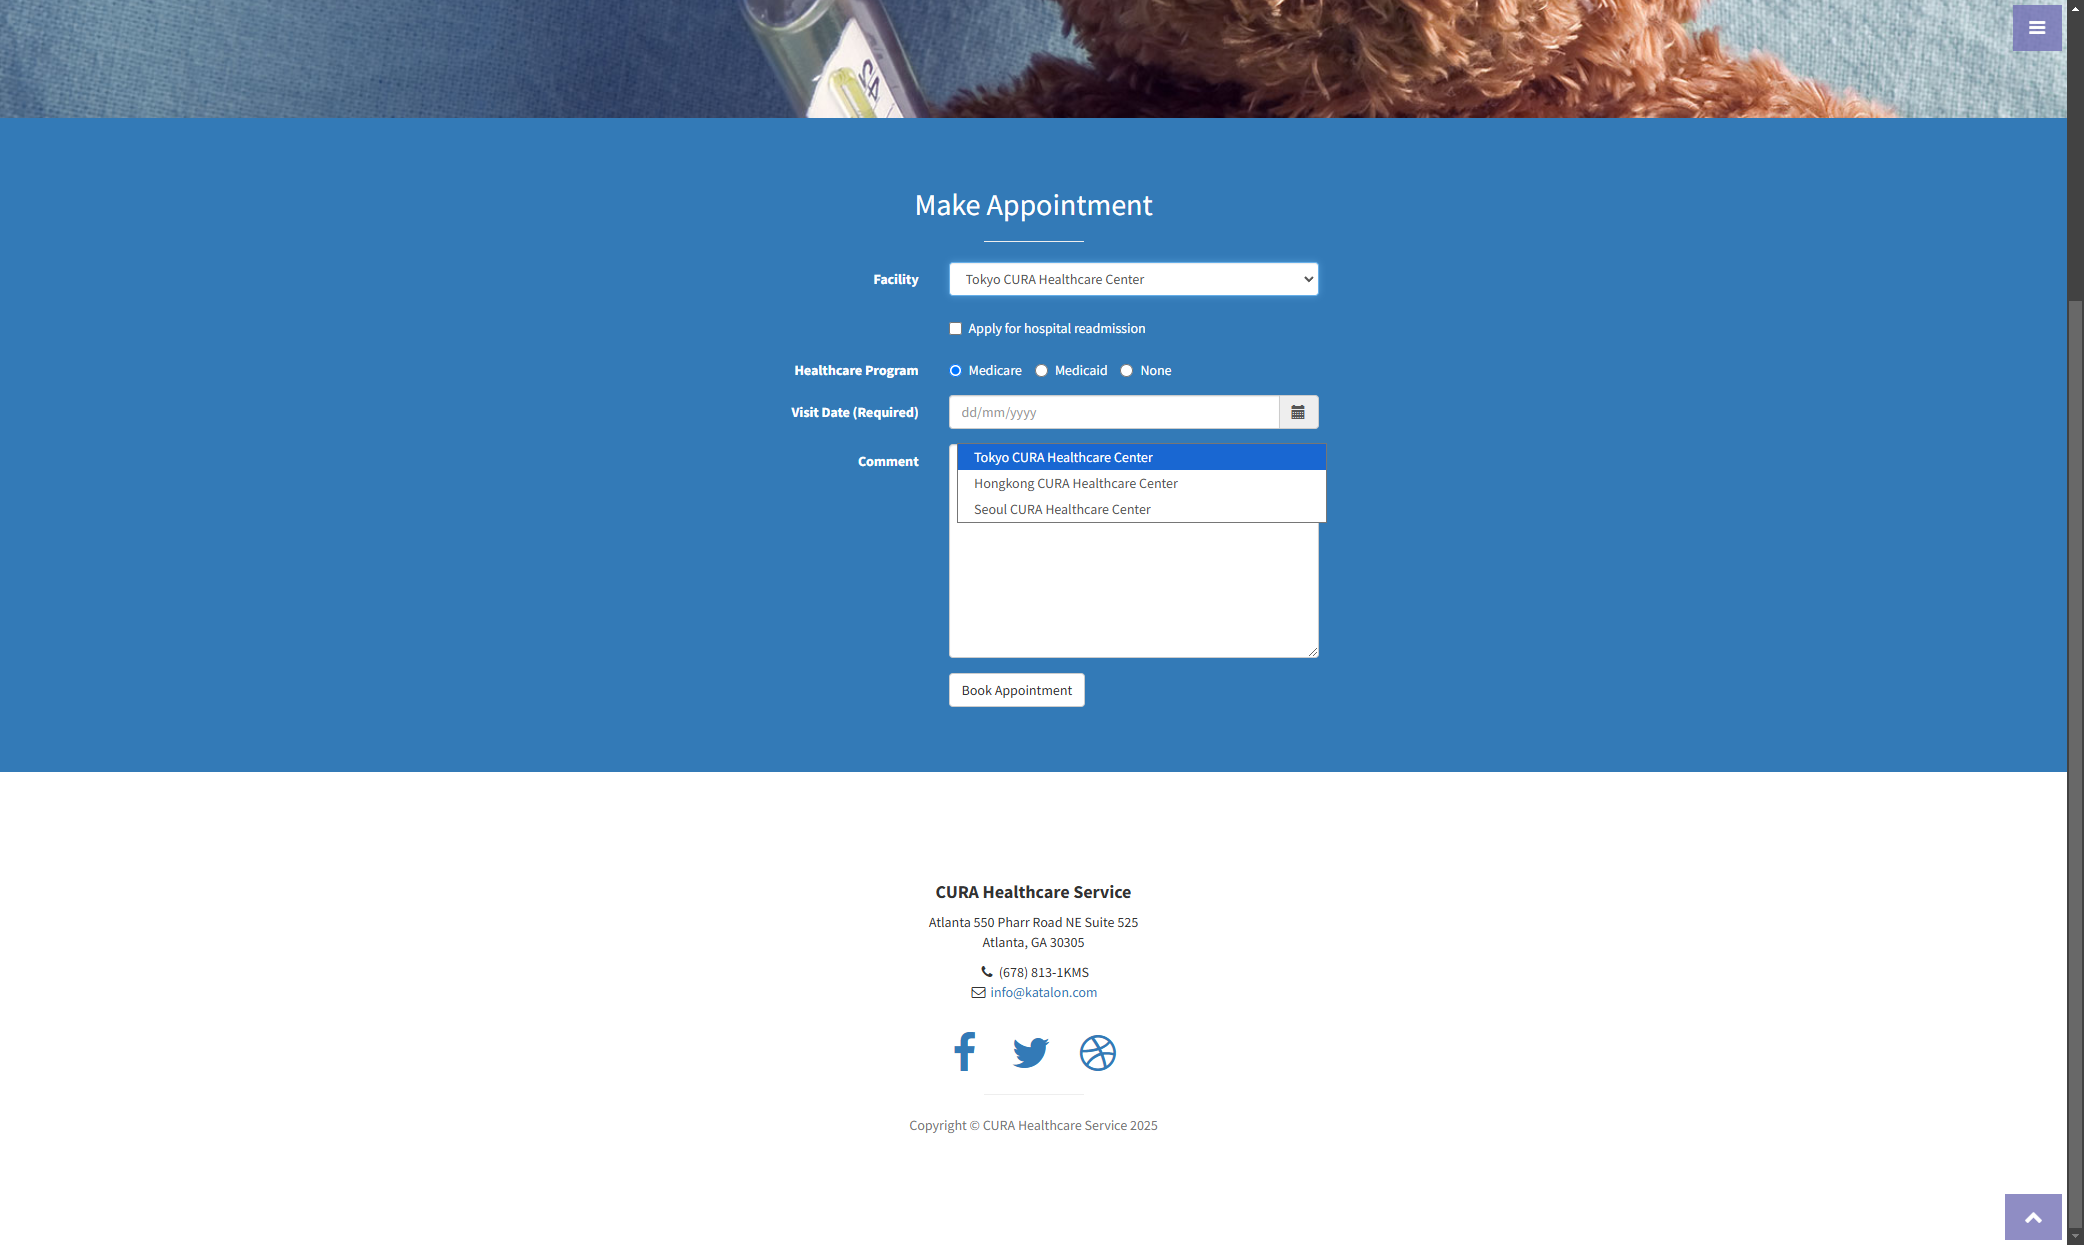 Make Appointment
Facility
Tokyo CURA Healthcare Center
Apply for hospital readmission
Healthcare Program
Medicare
Medicaid
None
Visit Date (Required)
dd/mm/yyyy
Comment
Tokyo CURA Healthcare Center
Hongkong CURA Healthcare Center
Seoul CURA Healthcare Center
Book Appointment
CURA Healthcare Service
Atlanta 550 Pharr Road NE Suite 525
Atlanta, GA 30305
(678) 813-1KMS
info@katalon.com
Copyright © CURA Healthcare Service 2025